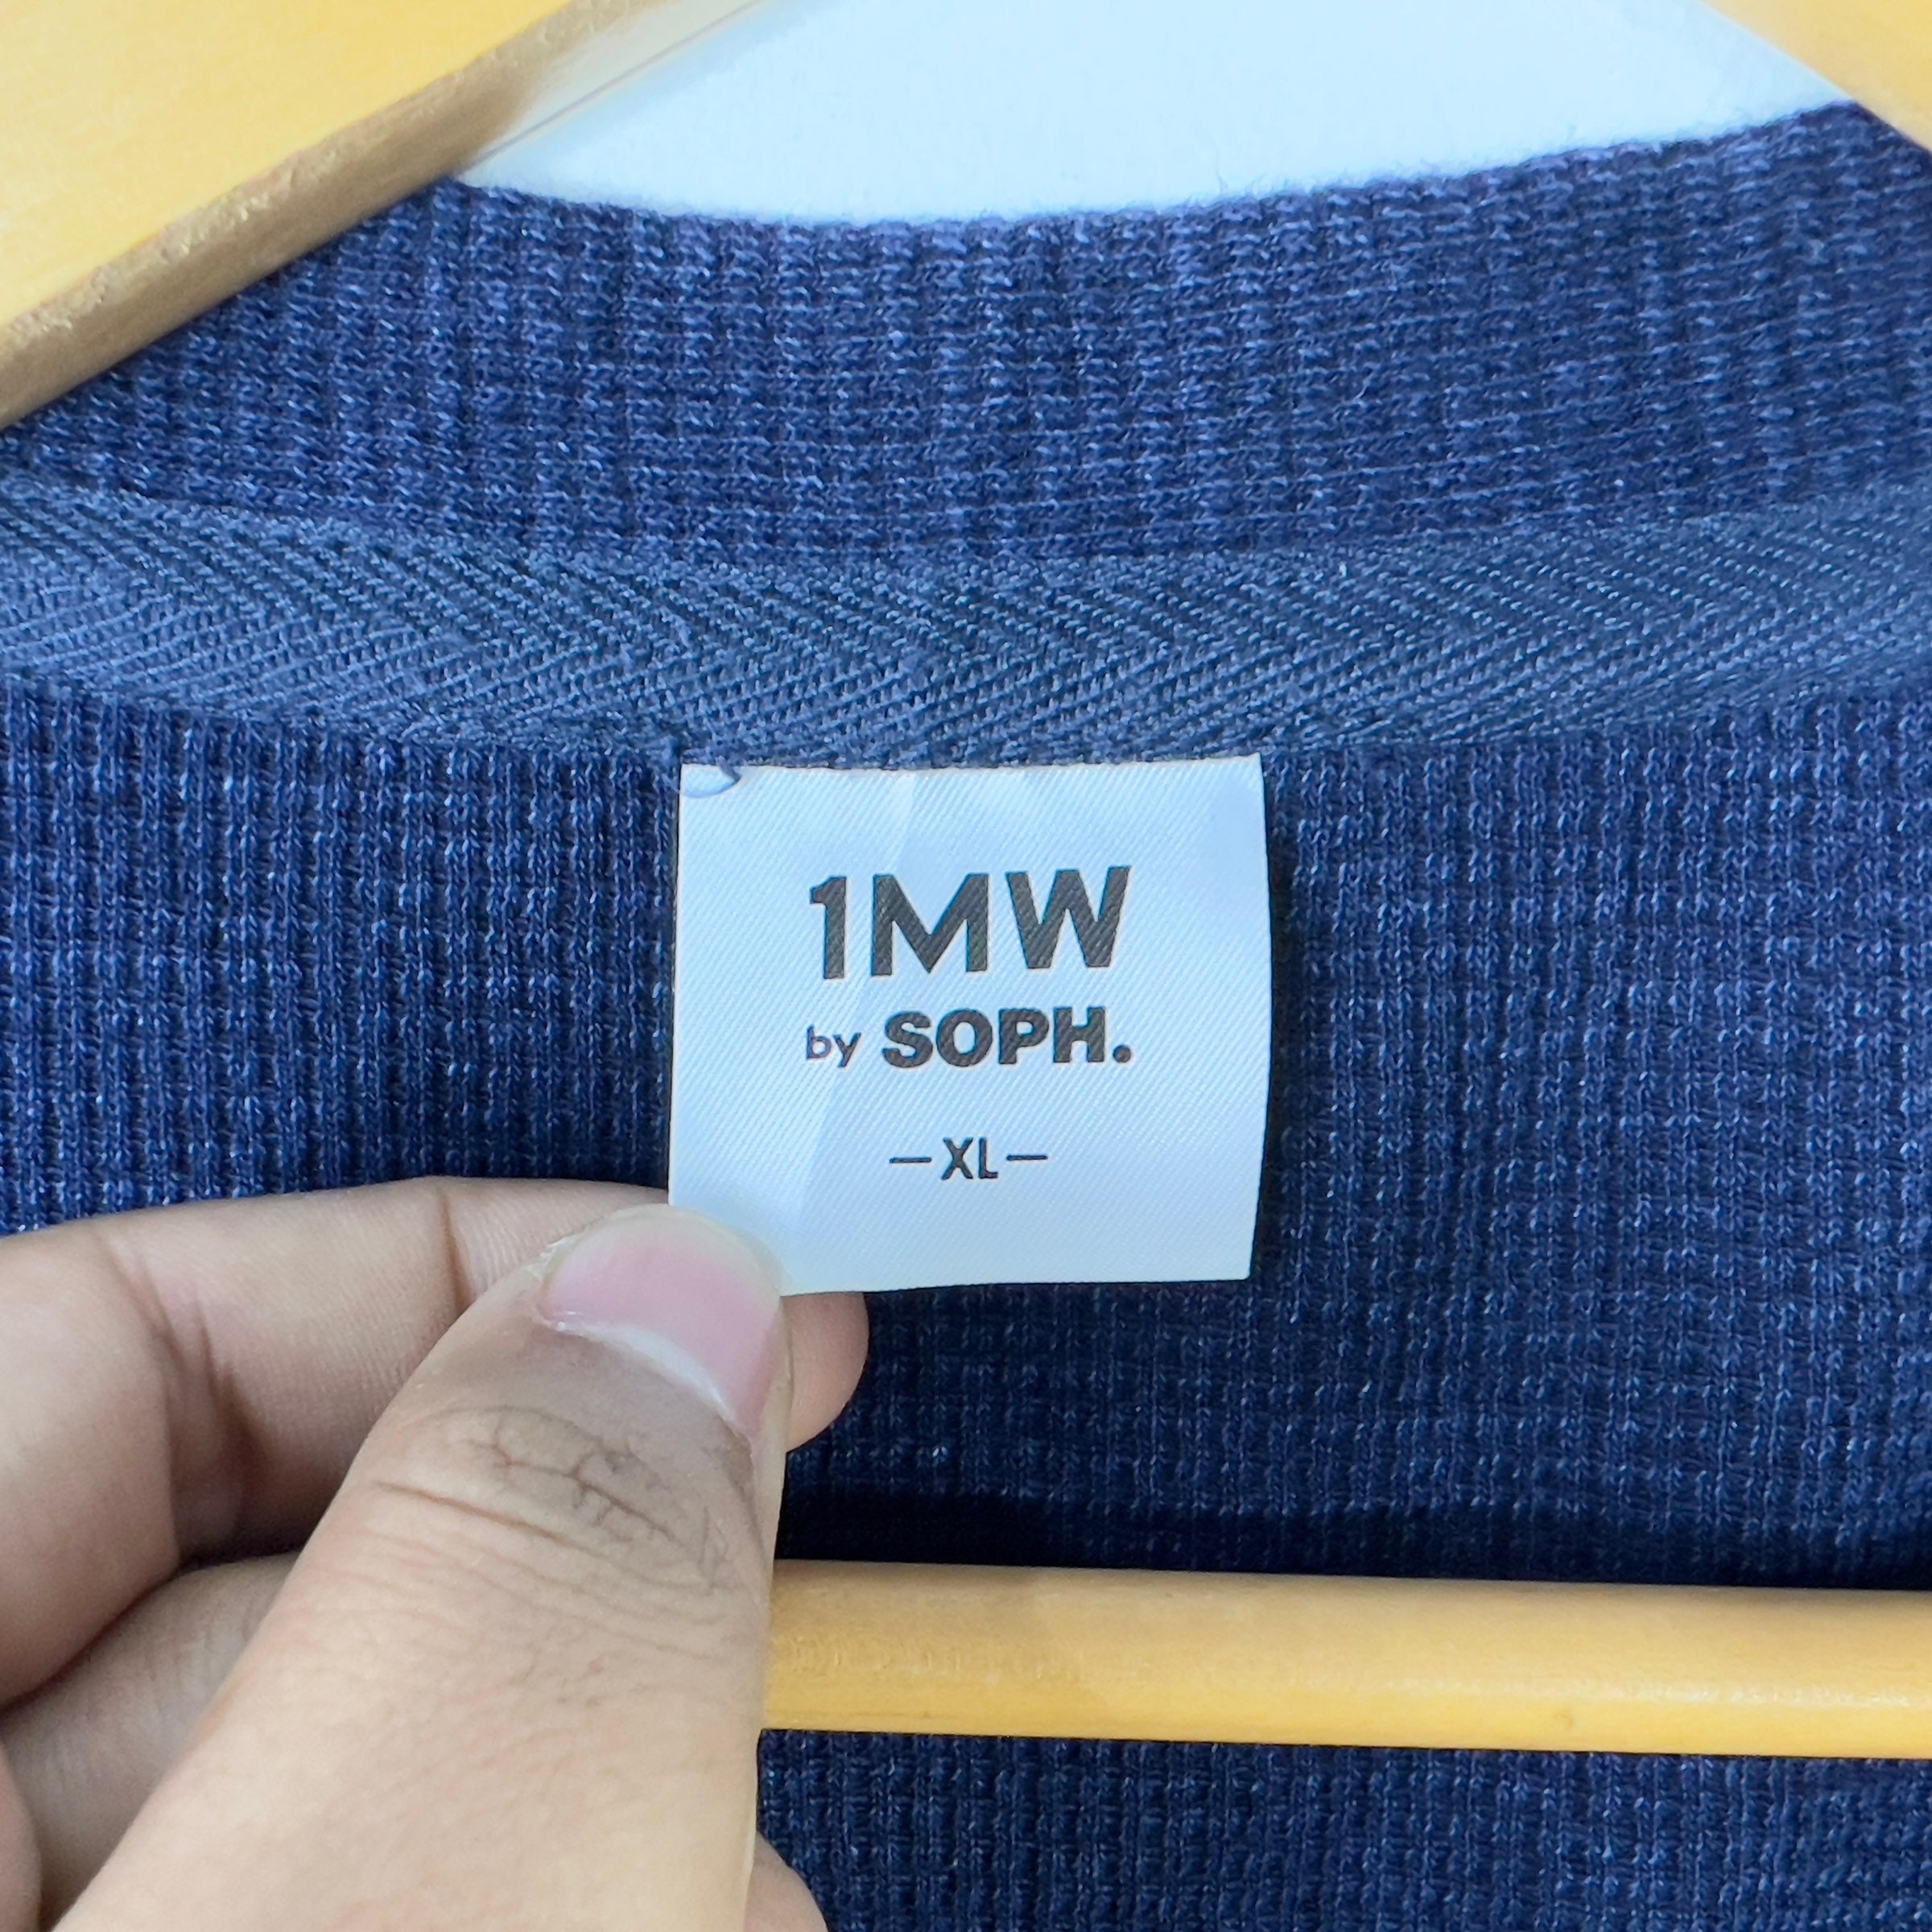 1MW
by SOPH.
-XL-